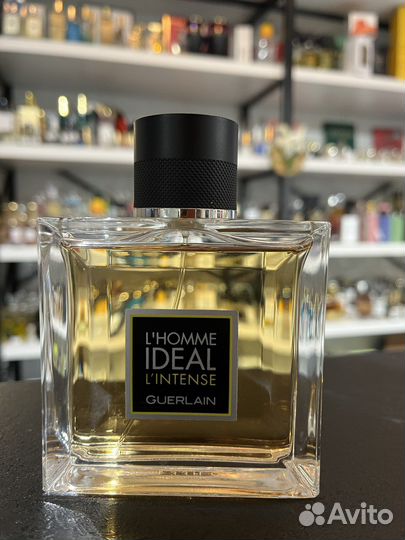 L'HOMME
IDEAL
L'INTENSE
GUERLAIN
Avito